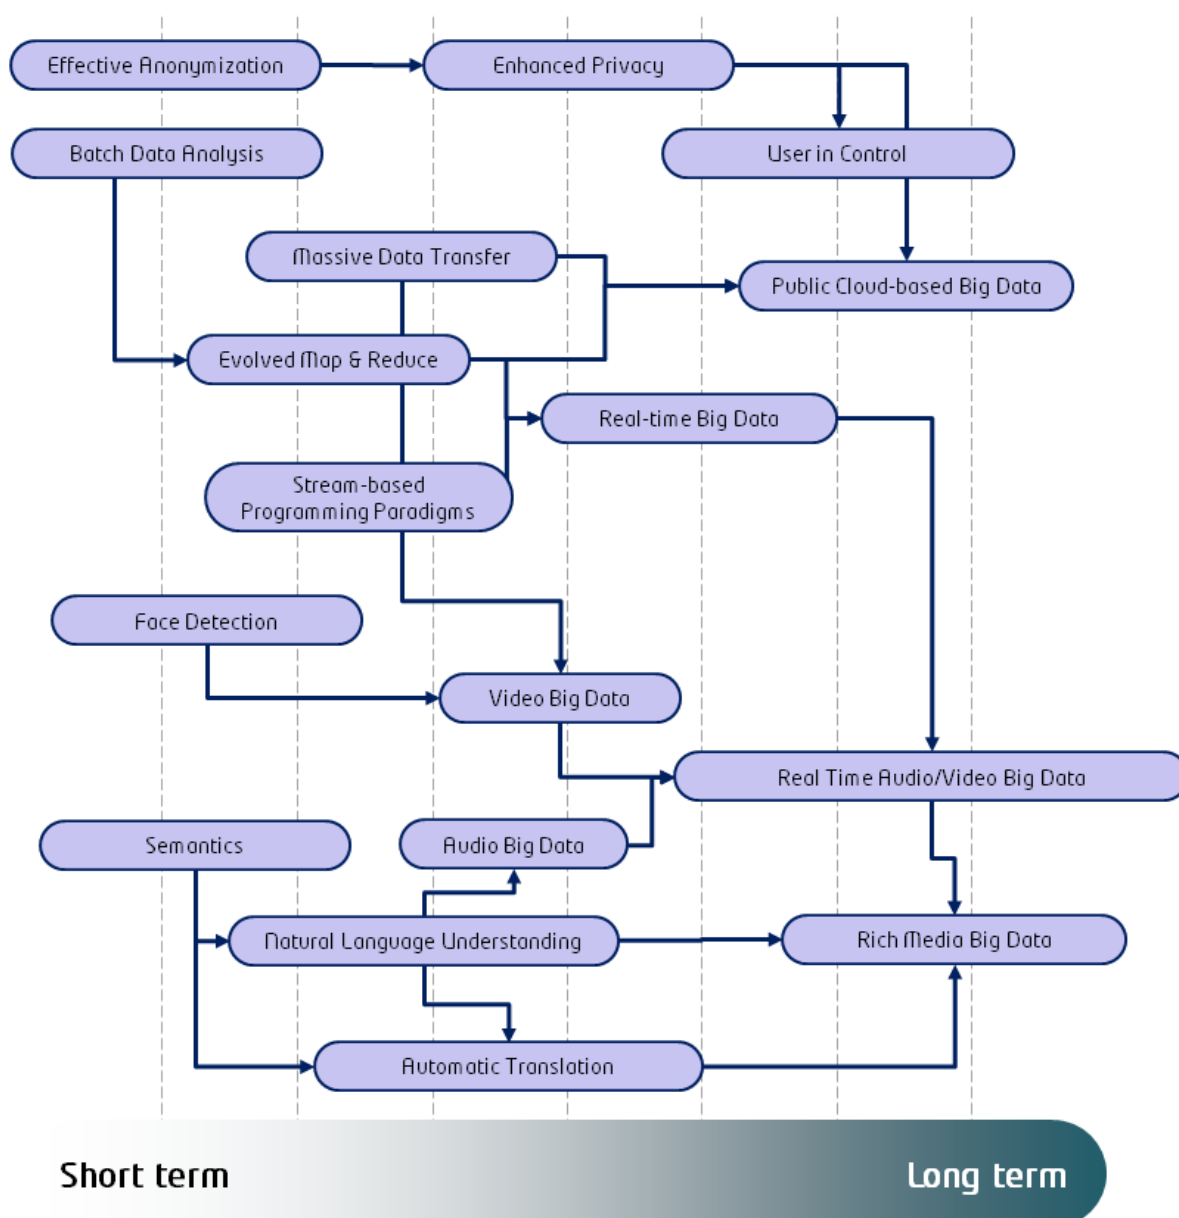 Effective Anonymization
Enhanced Privacy
Batch Data Analysis
User in Control
Massive Data Transfer
Public Cloud-based Big Data
Evolved Map & Reduce
Real-time Big Data
Stream-based
Programming Paradigms
Face Detection
Video Big Data
Real Time Audio/Video Big Data
Semantics
Audio Big Data
Natural Language Understanding
Rich Media Big Data
Automatic Translation
Short term
Long term